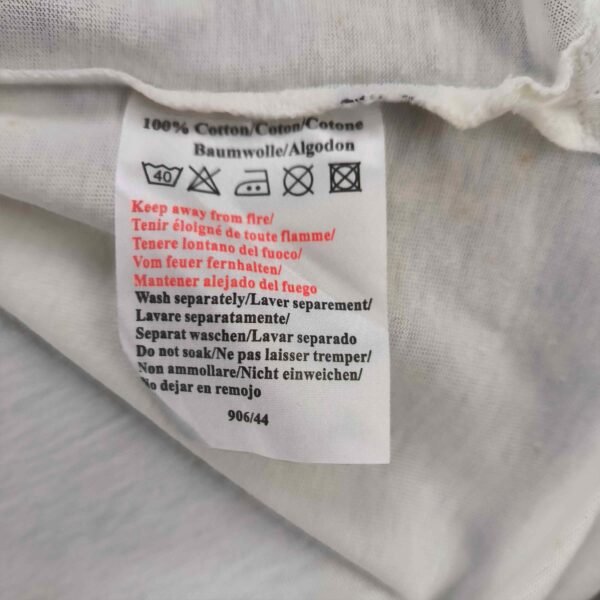 100% Cotton/Coton/Cotone
Baumwolle/Algodon
40
Keep away from fire/
Tenir éloigné de toute flamme/
Tenere lontano del fuoco/
Vom feuer fernhalten/
Mantener alejado del fuego
Wash separately/Laver separement/
Lavare separatamente/
Separat waschen/Lavar separado
Do not soak/Ne pas laisser tremper/
Non ammollare/Nicht einweichen/
No dejar en remojo
906/44